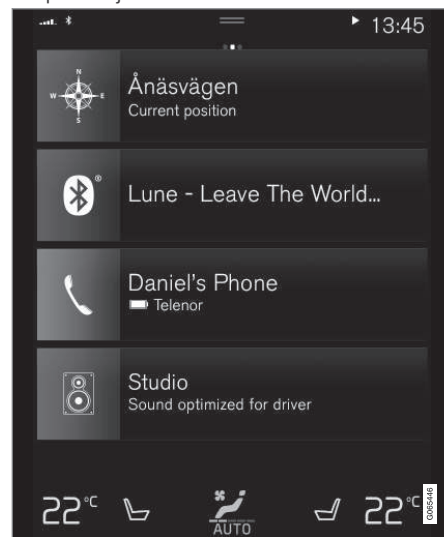 13:45
N
W E
S
Ånäsvägen
Current position
Lune - Leave The World...
Daniel's Phone
Telenor
Studio
Sound optimized for driver
22°C
AUTO
22°C
G065446